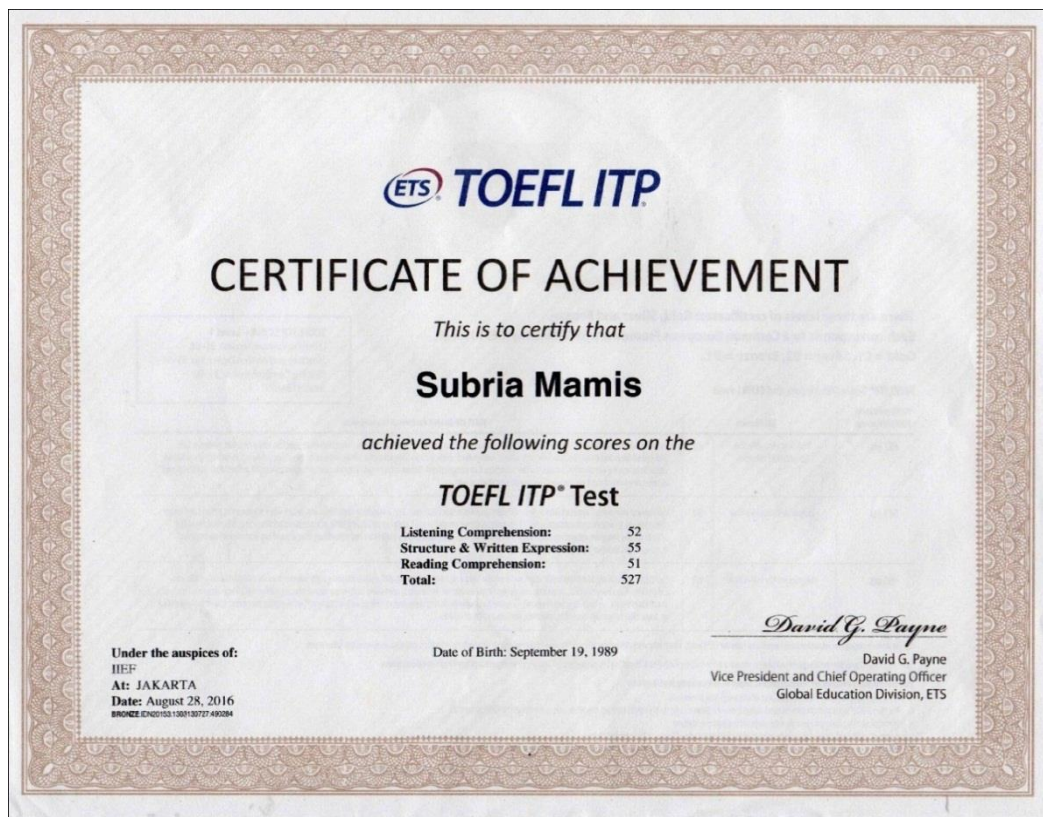 ETS TOEFL ITP
CERTIFICATE OF ACHIEVEMENT
This is to certify that
Subria Mamis
achieved the following scores on the
TOEFL ITP® Test
Listening Comprehension: 52
Structure & Written Expression: 55
Reading Comprehension: 51
Total: 527
David G. Payne
David G. Payne
Vice President and Chief Operating Officer
Global Education Division, ETS
Date of Birth: September 19, 1989
Under the auspices of:
IIEF
At: JAKARTA
Date: August 28, 2016